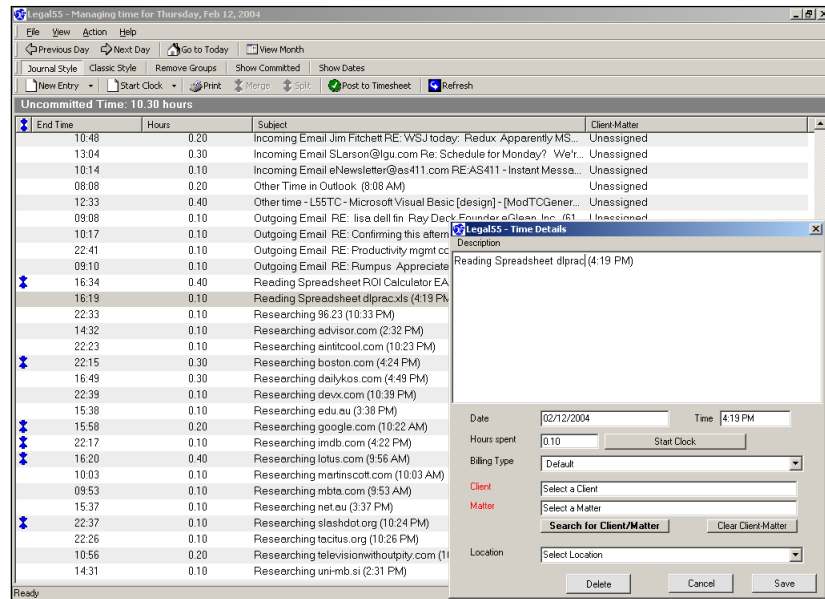 Legal55 - Managing time for Thursday, Feb 12, 2004
File View Action Help
Previous Day Next Day Go to Today View Month
Journal Style Classic Style Remove Groups Show Committed Show Dates
New Entry Start Clock Print Merge Split Post to Timesheet Refresh
Uncommitted Time: 10.30 hours
End Time Hours Subject Client-Matter
10:48 0.20 Incoming Email Jim Fitchett RE: WSJ today: Redux Apparently MS... Unassigned
13:04 0.30 Incoming Email SLarson@lgu.com Re: Schedule for Monday? We'r... Unassigned
10:14 0.10 Incoming Email eNewsletter@as411.com RE:AS411 - Instant Messa... Unassigned
08:08 0.20 Other Time in Outlook (8:08 AM) Unassigned
12:33 0.40 Other time - L55TC - Microsoft Visual Basic [design] - [ModTCGener... Unassigned
09:08 0.10 Outgoing Email RE: lisa dell fin Ray Deck Founder eGlean, Inc. (61... Unassigned
10:17 0.10 Outgoing Email RE: Confirming this aftern
22:41 0.10 Outgoing Email RE: Productivity mgmt cc
09:10 0.10 Outgoing Email RE: Rumpus Appreciate
16:34 0.40 Reading Spreadsheet ROI Calculator EA
16:19 0.10 Reading Spreadsheet dlprac.xls (4:19 PM
22:33 0.10 Researching 96.23 (10:33 PM)
14:32 0.10 Researching advisor.com (2:32 PM)
22:23 0.10 Researching aintitcool.com (10:23 PM)
22:15 0.30 Researching boston.com (4:24 PM)
16:49 0.30 Researching dailykos.com (4:49 PM)
22:39 0.10 Researching devx.com (10:39 PM)
15:38 0.10 Researching edu.au (3:38 PM)
15:58 0.20 Researching google.com (10:22 AM)
22:17 0.10 Researching imdb.com (4:22 PM)
16:20 0.40 Researching lotus.com (9:56 AM)
10:03 0.10 Researching martinscott.com (10:03 AM)
09:53 0.10 Researching mbta.com (9:53 AM)
15:37 0.10 Researching net.au (3:37 PM)
22:37 0.10 Researching slashdot.org (10:24 PM)
22:26 0.10 Researching tacitus.org (10:26 PM)
10:56 0.20 Researching televisionwithoutpity.com (1
14:31 0.10 Researching uni-mb.si (2:31 PM)
Ready
Legal55 - Time Details
Description
Reading Spreadsheet dlprac (4:19 PM)
Date 02/12/2004 Time 4:19 PM
Hours spent 0.10 Start Clock
Billing Type Default
Client Select a Client
Matter Select a Matter
Search for Client/Matter Clear Client-Matter
Location Select Location
Delete Cancel Save